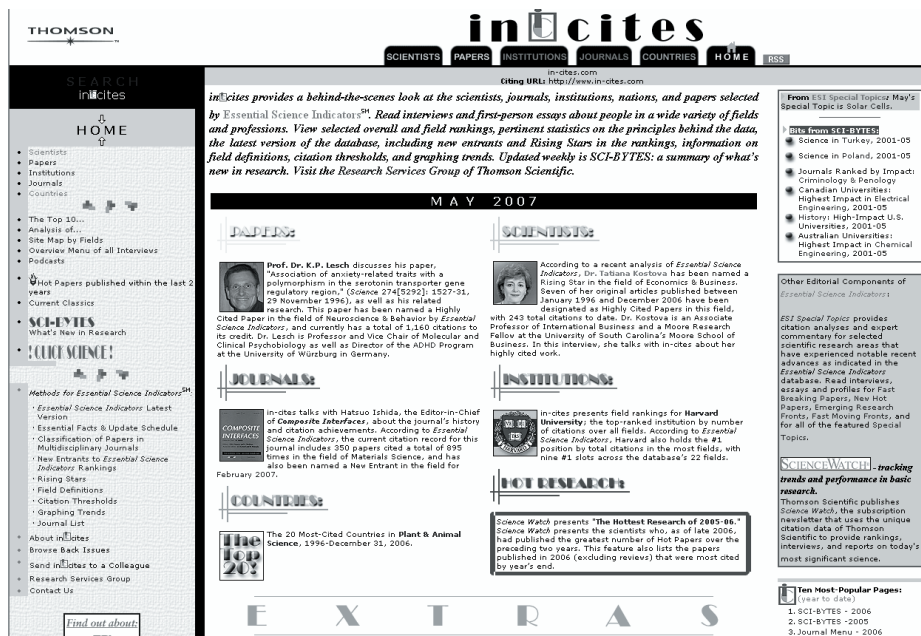 THOMSON
in cites
SCIENTISTS PAPERS INSTITUTIONS JOURNALS COUNTRIES HOME RSS
in-cites.com
Citing URL: http://www.in-cites.com
SEARCH
in cites
HOME
Scientists
Papers
Institutions
Journals
Countries
The Top 10...
Analysis of...
Site Map by Fields
Overview Menu of all Interviews
Podcasts
Hot Papers published within the last 2
years
Current Classics
SCI-BYTES
What's New in Research
! QUICKSCIENCE !
Methods for Essential Science Indicators℠
· Essential Science Indicators Latest
Version
· Essential Facts & Update Schedule
· Classification of Papers in
Multidisciplinary Journals
· New Entrants to Essential Science
Indicators Rankings
· Rising Stars
· Field Definitions
· Citation Thresholds
· Graphing Trends
· Journal List
About in cites
Browse Back Issues
Send in cites to a Colleague
Research Services Group
Contact Us
Find out about:
in cites provides a behind-the-scenes look at the scientists, journals, institutions, nations, and papers selected
by Essential Science Indicators℠. Read interviews and first-person essays about people in a wide variety of fields
and professions. View selected overall and field rankings, pertinent statistics on the principles behind the data,
the latest version of the database, including new entrants and Rising Stars in the rankings, information on
field definitions, citation thresholds, and graphing trends. Updated weekly is SCI-BYTES: a summary of what's
new in research. Visit the Research Services Group of Thomson Scientific.
MAY 2007
PAPERS:
Prof. Dr. K.P. Lesch discusses his paper,
"Association of anxiety-related traits with a
polymorphism in the serotonin transporter gene
regulatory region," (Science 274[5292]: 1527-31,
29 November 1996), as well as his related
research. This paper has been named a Highly
Cited Paper in the field of Neuroscience & Behavior by Essential
Science Indicators, and currently has a total of 1,160 citations to
its credit. Dr. Lesch is Professor and Vice Chair of Molecular and
Clinical Psychobiology as well as Director of the ADHD Program
at the University of Würzburg in Germany.
SCIENTISTS:
According to a recent analysis of Essential Science
Indicators, Dr. Tatiana Kostova has been named a
Rising Star in the field of Economics & Business.
Seven of her original articles published between
January 1996 and December 2006 have been
designated as Highly Cited Papers in this field,
with 243 total citations to date. Dr. Kostova is an Associate
Professor of International Business and a Moore Research
Fellow at the University of South Carolina's Moore School of
Business. In this interview, she talks with in-cites about her
highly cited work.
JOURNALS:
COMPOSITE
INTERFACES
in-cites talks with Hatsuo Ishida, the Editor-in-Chief
of Composite Interfaces, about the journal's history
and citation achievements. According to Essential
Science Indicators, the current citation record for this
journal includes 350 papers cited a total of 895
times in the field of Materials Science, and has
also been named a New Entrant in the field for
February 2007.
INSTITUTIONS:
in-cites presents field rankings for Harvard
University; the top-ranked institution by number
of citations over all fields. According to Essential
Science Indicators, Harvard also holds the #1
position by total citations in the most fields, with
nine #1 slots across the database's 22 fields.
COUNTRIES:
The
Top
20!
The 20 Most-Cited Countries in Plant & Animal
Science, 1996-December 31, 2006.
HOT RESEARCH:
Science Watch presents "The Hottest Research of 2005-06."
Science Watch presents the scientists who, as of late 2006,
had published the greatest number of Hot Papers over the
preceding two years. This feature also lists the papers
published in 2006 (excluding reviews) that were most cited
by year's end.
EXTRAS
From ESI Special Topics: May's
Special Topic is Solar Cells.
Bits from SCI-BYTES:
Science in Turkey, 2001-05
Science in Poland, 2001-05
Journals Ranked by Impact:
Criminology & Penology
Canadian Universities:
Highest Impact in Electrical
Engineering, 2001-05
History: High-Impact U.S.
Universities, 2001-05
Australian Universities:
Highest Impact in Chemical
Engineering, 2001-05
Other Editorial Components of
Essential Science Indicators:
ESI Special Topics provides
citation analyses and expert
commentary for selected
scientific research areas that
have experienced notable recent
advances as indicated in the
Essential Science Indicators
database. Read interviews,
essays and profiles for Fast
Breaking Papers, New Hot
Papers, Emerging Research
Fronts, Fast Moving Fronts, and
for all of the featured Special
Topics.
SCIENCEWATCH® - tracking
trends and performance in basic
research.
Thomson Scientific publishes
Science Watch, the subscription
newsletter that uses the unique
citation data of Thomson
Scientific to provide rankings,
interviews, and reports on today's
most significant science.
Ten Most-Popular Pages:
(year to date)
1. SCI-BYTES - 2006
2. SCI-BYTES -2005
3. Journal Menu - 2006